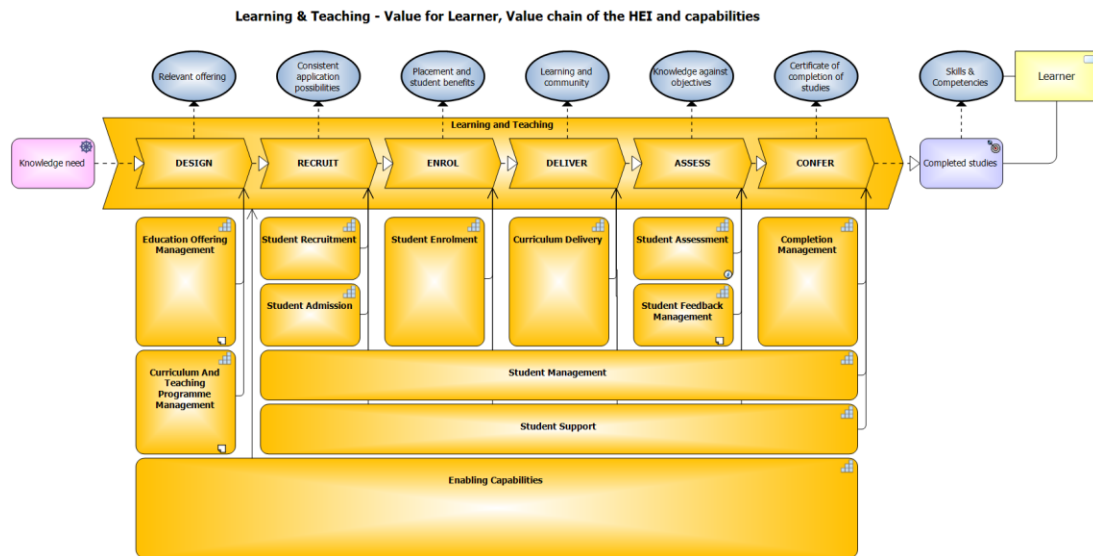 Learning & Teaching - Value for Learner, Value chain of the HEI and capabilities
Relevant offering
Consistent
application
possibilities
Placement and
student benefits
Learning and
community
Knowledge against
objectives
Certificate of
completion of
studies
Skills &
Competencies
Learner
Learning and Teaching
Knowledge need
DESIGN
RECRUIT
ENROL
DELIVER
ASSESS
CONFER
Completed studies
Education Offering
Management
Student Recruitment
Student Enrolment
Curriculum Delivery
Student Assessment
Completion
Management
Student Admission
Student Feedback
Management
Curriculum And
Teaching
Programme
Management
Student Management
Student Support
Enabling Capabilities